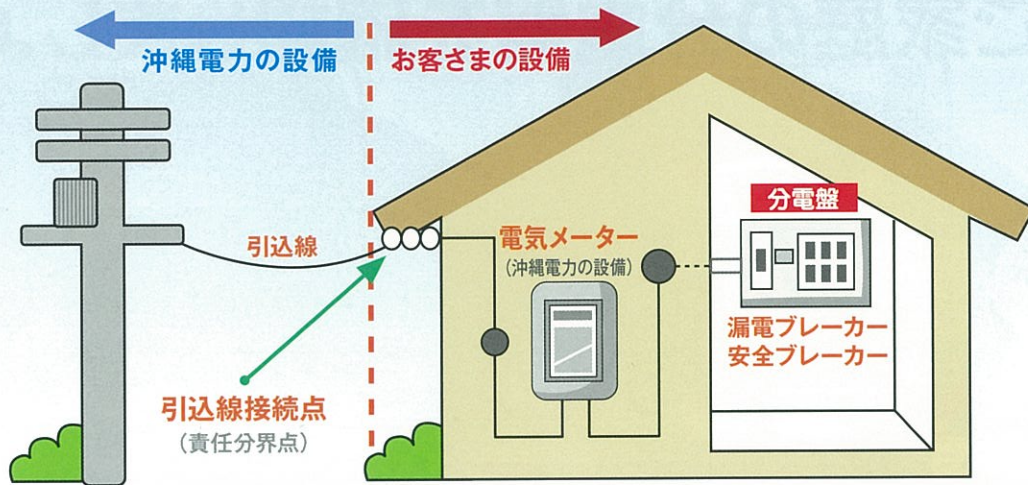 沖縄電力の設備
お客さまの設備
分電盤
引込線
電気メーター
(沖縄電力の設備)
漏電ブレーカー
安全ブレーカー
引込線接続点
(責任分界点)